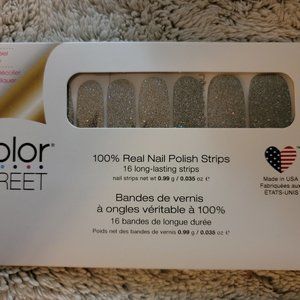 olor
REET
100% Real Nail Polish Strips
16 long-lasting strips
nail strips net wt 0.99 g / 0.035 oz ℮
Bandes de vernis
à ongles véritable à 100%
16 bandes de longue durée
Poids net des bandes de vernis 0.99 g / 0.035 oz ℮
Made in USA
Fabriquées aux
ÉTATS-UNIS